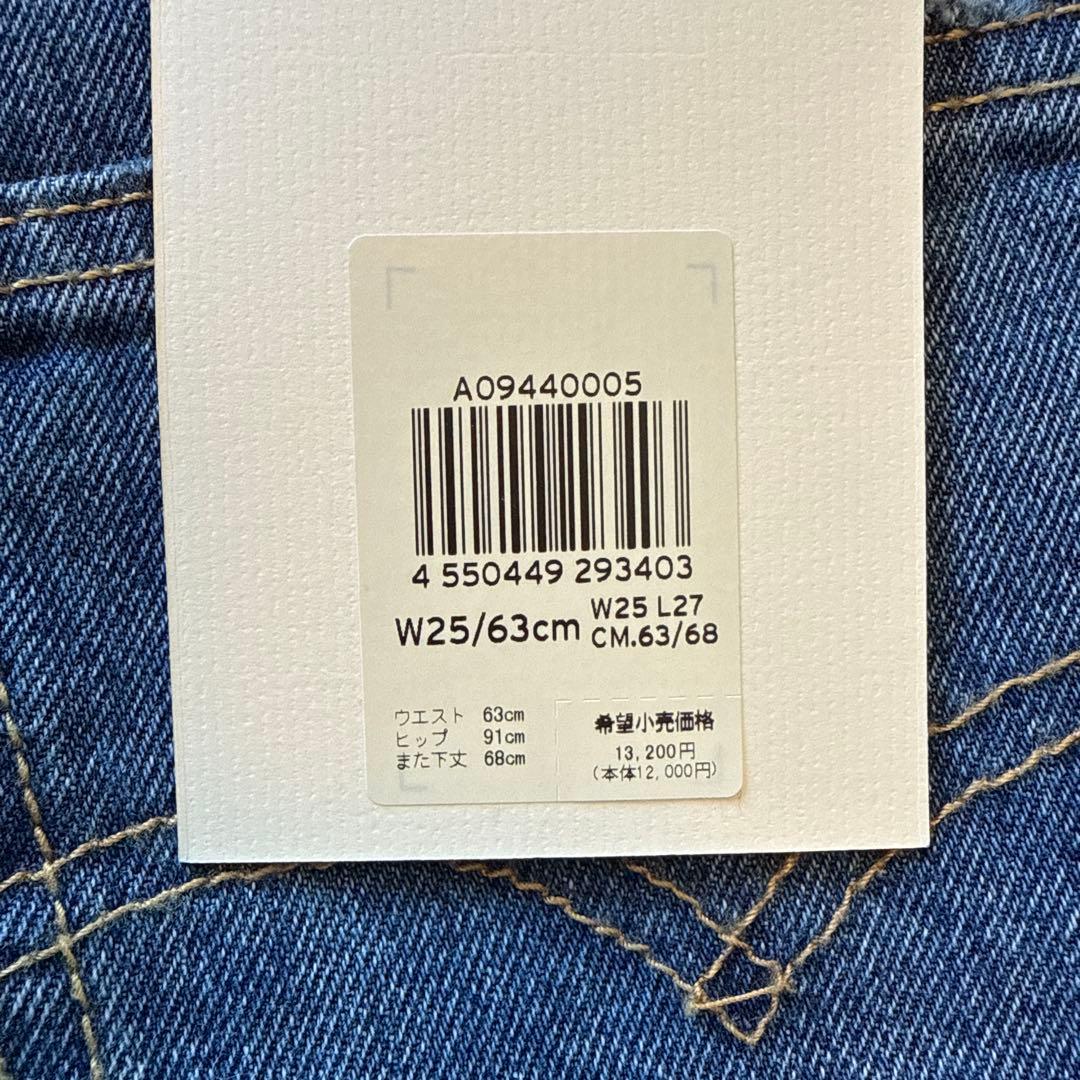 A09440005
4 550449 293403
W25/63cm
W25 L27
CM.63/68
ウエスト 63cm
ヒップ 91cm
また下丈 68cm
希望小売価格
13,200円
(本体12,000円)